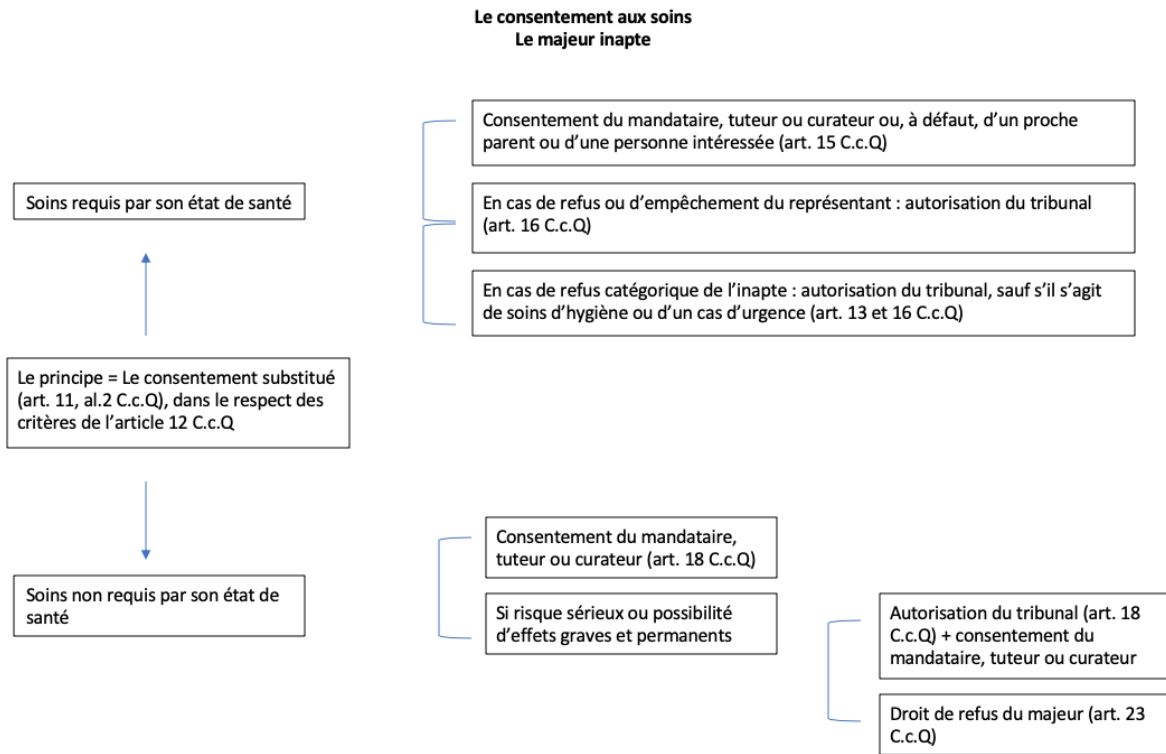 Le consentement aux soins
Le majeur inapte
Consentement du mandataire, tuteur ou curateur ou, à défaut, d’un proche
parent ou d’une personne intéressée (art. 15 C.c.Q)
Soins requis par son état de santé
En cas de refus ou d’empêchement du représentant : autorisation du tribunal
(art. 16 C.c.Q)
En cas de refus catégorique de l’inapte : autorisation du tribunal, sauf s’il s’agit
de soins d’hygiène ou d’un cas d’urgence (art. 13 et 16 C.c.Q)
Le principe = Le consentement substitué
(art. 11, al.2 C.c.Q), dans le respect des
critères de l’article 12 C.c.Q
Soins non requis par son état de
santé
Consentement du mandataire,
tuteur ou curateur (art. 18 C.c.Q)
Si risque sérieux ou possibilité
d’effets graves et permanents
Autorisation du tribunal (art. 18
C.c.Q) + consentement du
mandataire, tuteur ou curateur
Droit de refus du majeur (art. 23
C.c.Q)